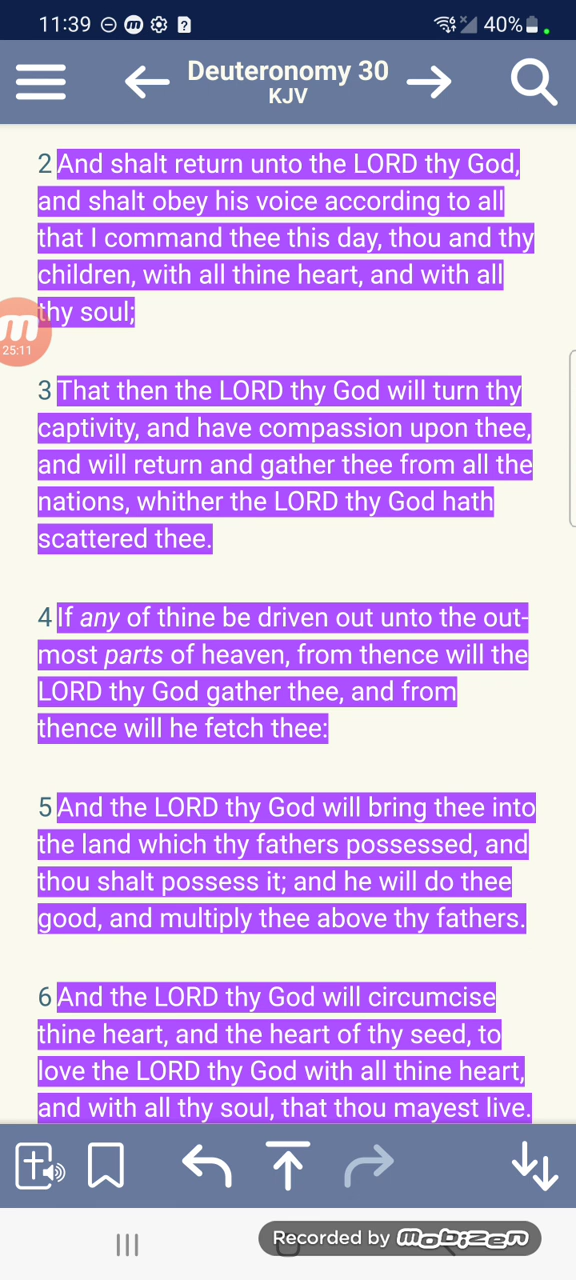 11:39
40%
Deuteronomy 30
KJV
2 And shalt return unto the LORD thy God,
and shalt obey his voice according to all
that I command thee this day, thou and thy
children, with all thine heart, and with all
thy soul;
m
25:11
3 That then the LORD thy God will turn thy
captivity, and have compassion upon thee,
and will return and gather thee from all the
nations, whither the LORD thy God hath
scattered thee.
4 If any of thine be driven out unto the out-
most parts of heaven, from thence will the
LORD thy God gather thee, and from
thence will he fetch thee:
5 And the LORD thy God will bring thee into
the land which thy fathers possessed, and
thou shalt possess it; and he will do thee
good, and multiply thee above thy fathers.
6 And the LORD thy God will circumcise
thine heart, and the heart of thy seed, to
love the LORD thy God with all thine heart,
and with all thy soul, that thou mayest live.
Recorded by mobizen